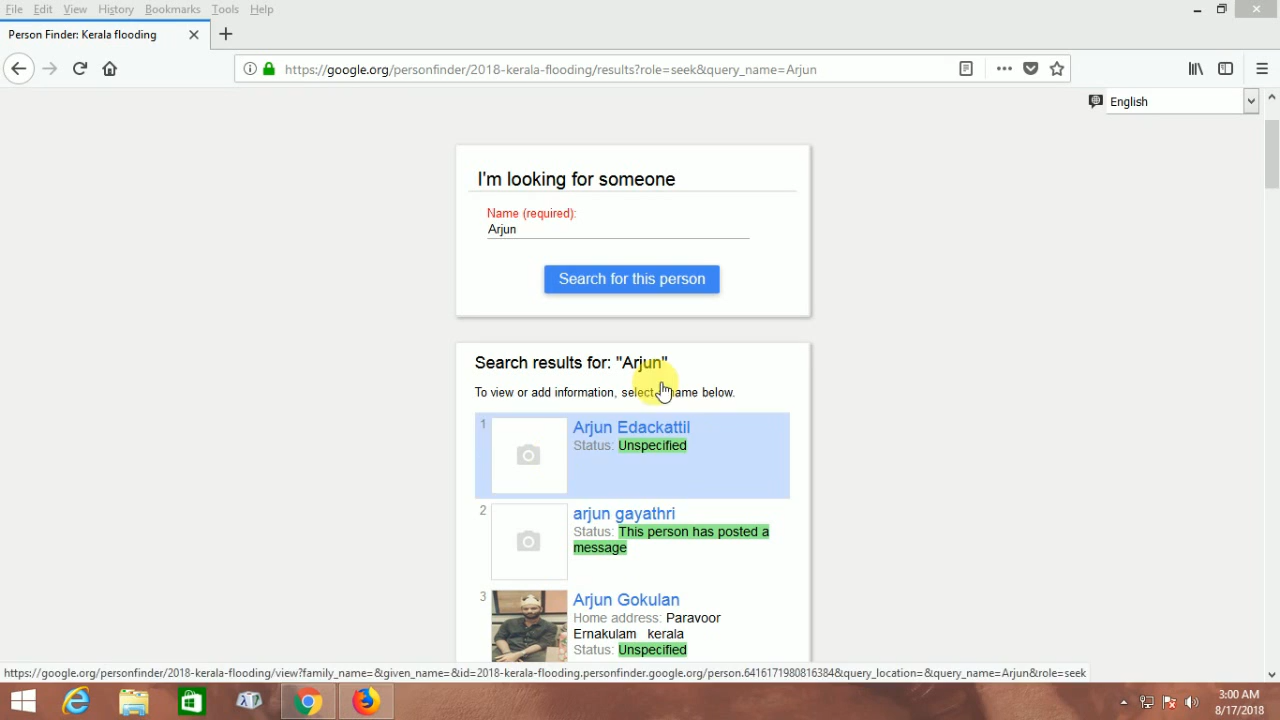 File Edit View History Bookmarks Tools Help
Person Finder: Kerala flooding
https://google.org/personfinder/2018-kerala-flooding/results?role=seek&query_name=Arjun
English
I'm looking for someone
Name (required):
Arjun
Search for this person
Search results for: "Arjun"
To view or add information, select name below.
1
Arjun Edackattil
Status: Unspecified
2
arjun gayathri
Status: This person has posted a
message
3
Arjun Gokulan
Home address: Paravoor
Ernakulam kerala
Status: Unspecified
https://google.org/personfinder/2018-kerala-flooding/view?family_name=&given_name=&id=2018-kerala-flooding.personfinder.google.org/person.6416171980816384&query_location=&query_name=Arjun&role=seek
3:00 AM
8/17/2018